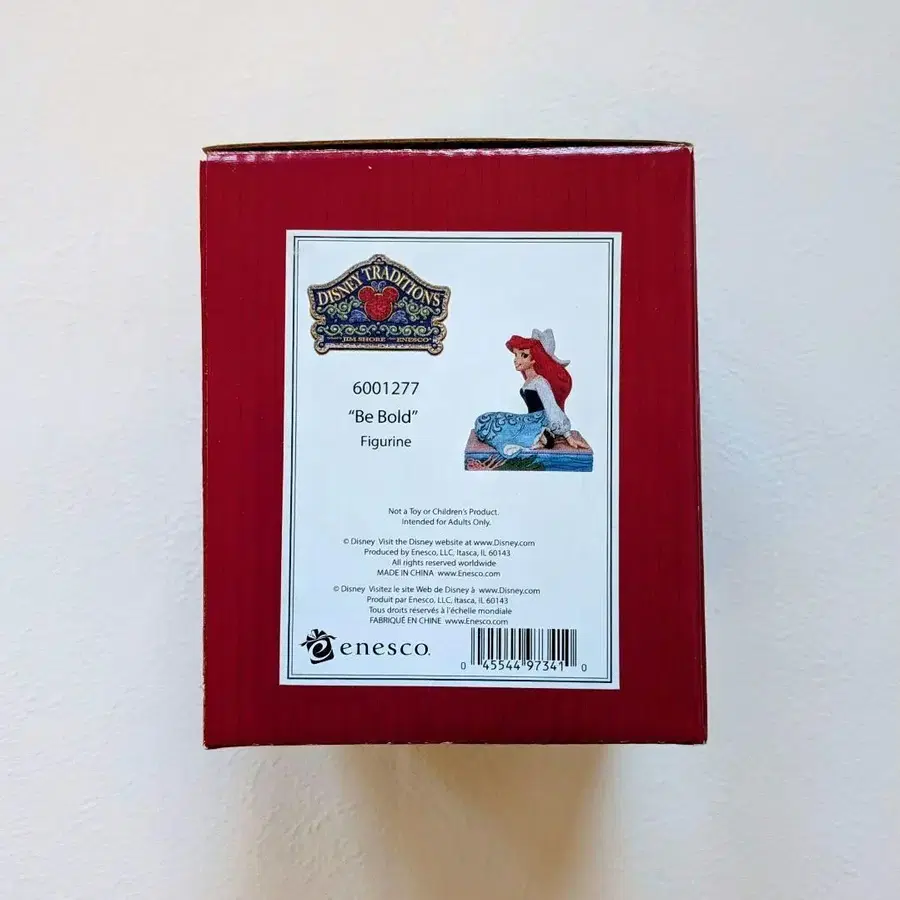 DISNEY TRADITIONS
JIM SHORE ENESCO
6001277
“Be Bold”
Figurine
Not a Toy or Children's Product.
Intended for Adults Only.
© Disney Visit the Disney website at www.Disney.com
Produced by Enesco, LLC, Itasca, IL 60143
All rights reserved worldwide
MADE IN CHINA www.Enesco.com
© Disney Visitez le site Web de Disney à www.Disney.com
Produit par Enesco, LLC, Itasca, IL 60143
Tous droits réservés à l'échelle mondiale
FABRIQUÉ EN CHINE www.Enesco.com
enesco.
0 45544 97341 0